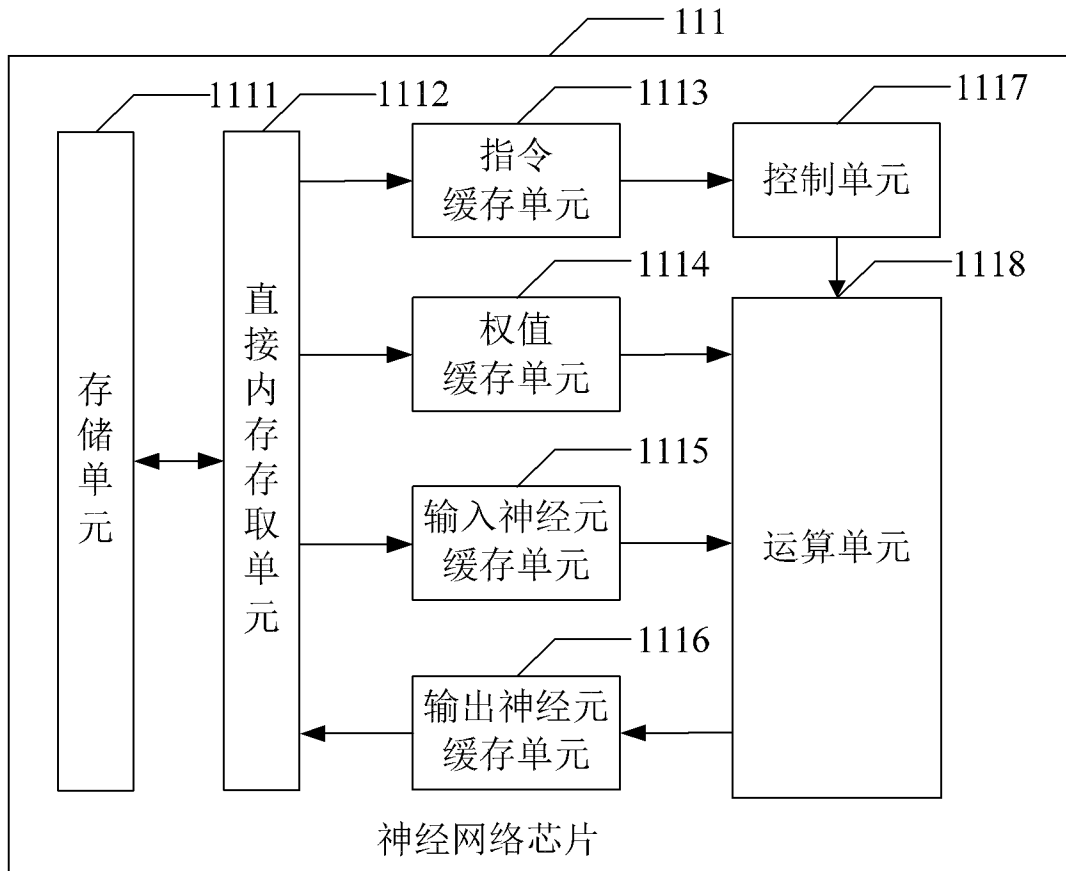 111
1111
1112
1113
1117
指令
缓存单元
控制单元
1114
1118
权值
缓存单元
存储单元
直接内存存取单元
1115
输入神经元
缓存单元
运算单元
1116
输出神经元
缓存单元
神经网络芯片